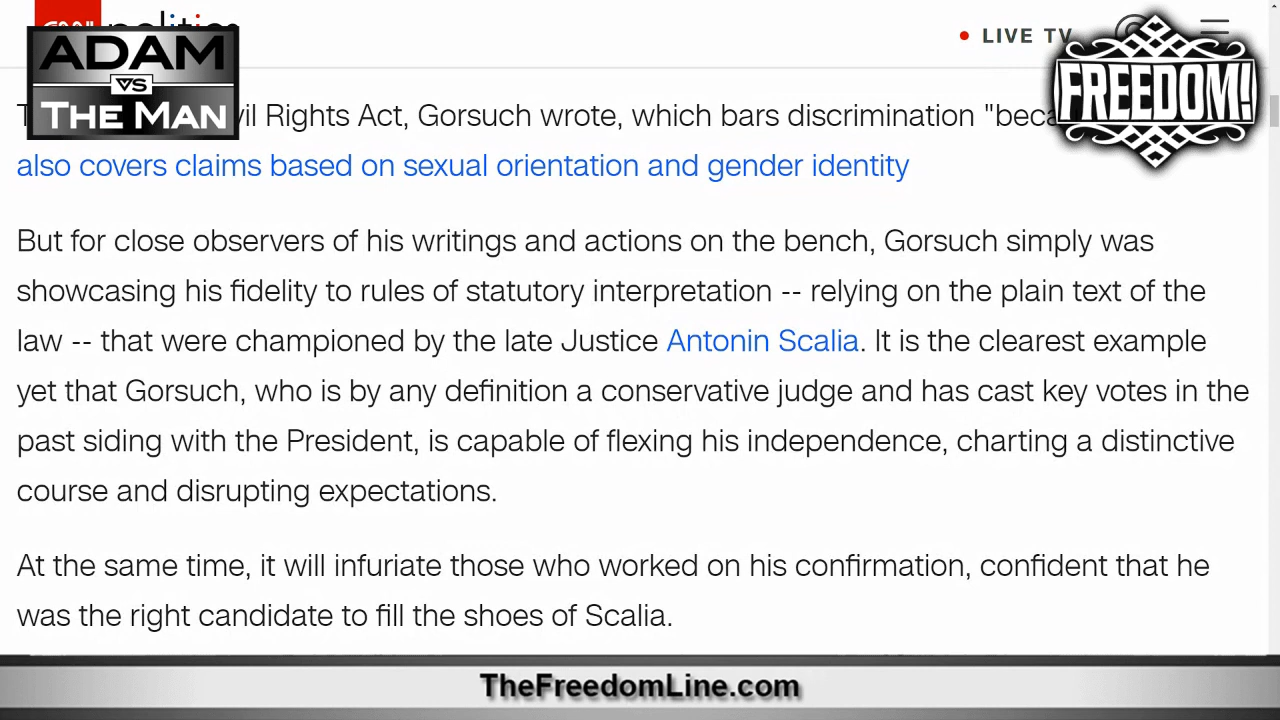 politics
LIVE TV
ADAM
VS
THE MAN
FREEDOM!
Rights Act, Gorsuch wrote, which bars discrimination
also covers claims based on sexual orientation and gender identity
But for close observers of his writings and actions on the bench, Gorsuch simply was
showcasing his fidelity to rules of statutory interpretation -- relying on the plain text of the
law -- that were championed by the late Justice Antonin Scalia. It is the clearest example
yet that Gorsuch, who is by any definition a conservative judge and has cast key votes in the
past siding with the President, is capable of flexing his independence, charting a distinctive
course and disrupting expectations.
At the same time, it will infuriate those who worked on his confirmation, confident that he
was the right candidate to fill the shoes of Scalia.
TheFreedomLine.com